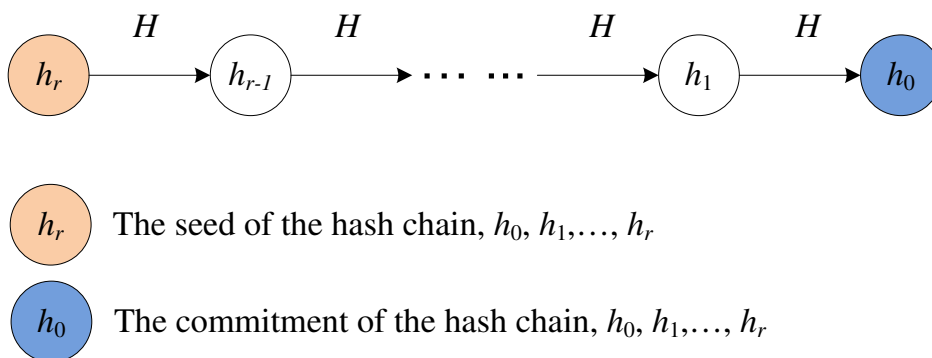 H H H H
h_r h_{r-1} ... ... h_1 h_0
h_r The seed of the hash chain, h_0, h_1,..., h_r
h_0 The commitment of the hash chain, h_0, h_1,..., h_r